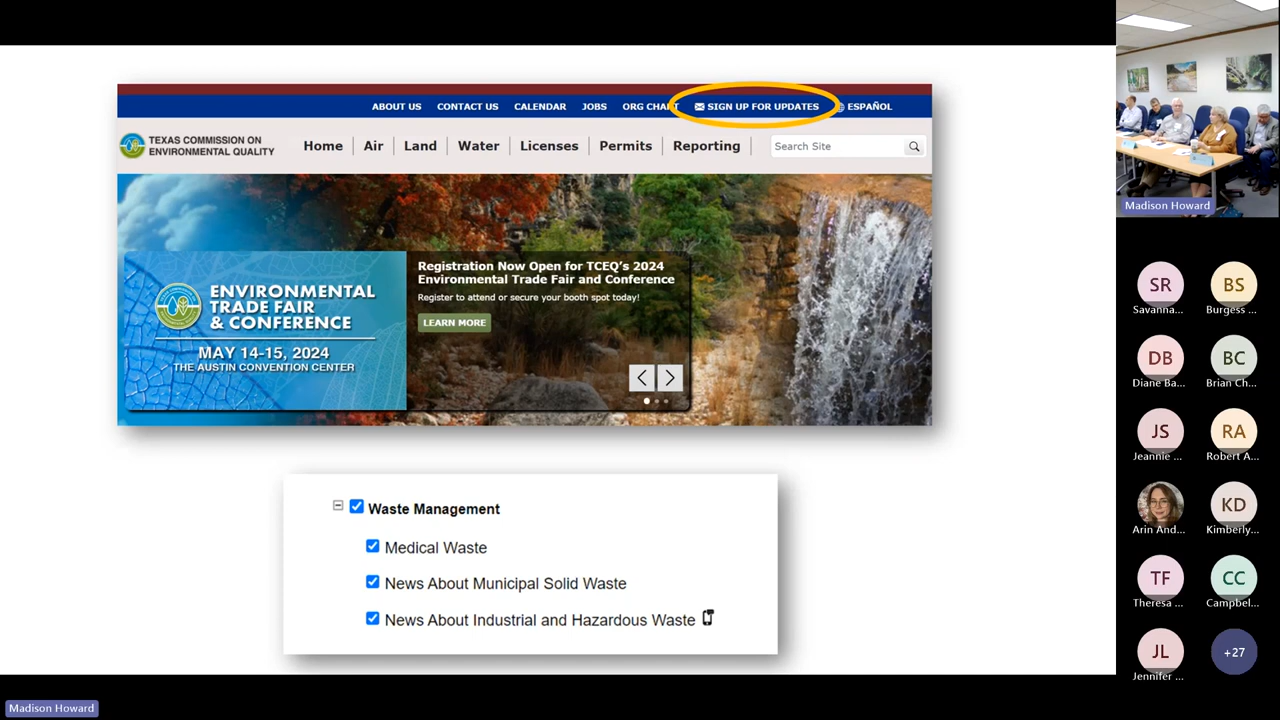 ABOUT US CONTACT US CALENDAR JOBS ORG CHART SIGN UP FOR UPDATES ESPAÑOL
TEXAS COMMISSION ON
ENVIRONMENTAL QUALITY
Home Air Land Water Licenses Permits Reporting
Search Site
ENVIRONMENTAL
TRADE FAIR
& CONFERENCE
MAY 14-15, 2024
THE AUSTIN CONVENTION CENTER
Registration Now Open for TCEQ's 2024
Environmental Trade Fair and Conference
Register to attend or secure your booth spot today!
LEARN MORE
Waste Management
Medical Waste
News About Municipal Solid Waste
News About Industrial and Hazardous Waste
Madison Howard
SR BS
Savanna... Burgess ...
DB BC
Diane Ba... Brian Ch...
JS RA
Jeannie ... Robert A...
KD
Arin And... Kimberly...
TF CC
Theresa ... Campbel...
JL +27
Jennifer ...
Madison Howard